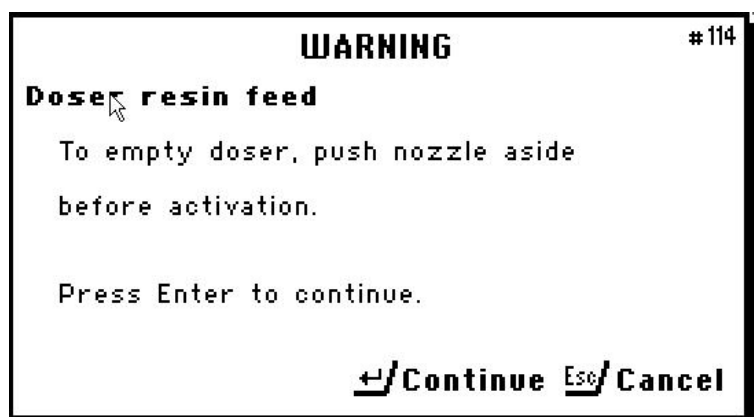 WARNING #114
Doser resin feed
To empty doser, push nozzle aside
before activation.
Press Enter to continue.
↵/Continue Esc/Cancel